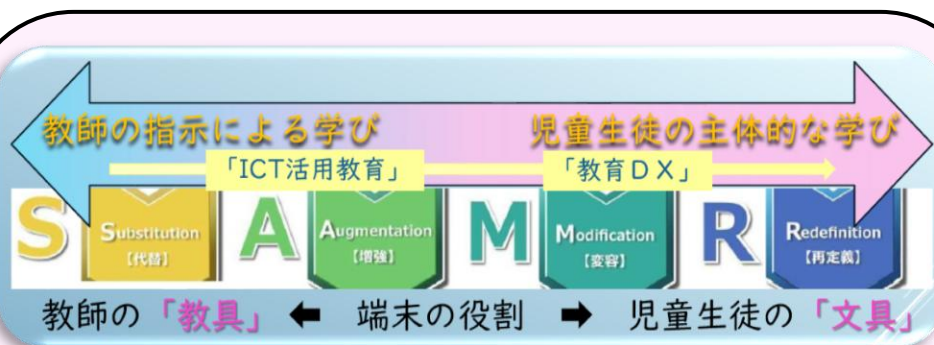 教師の指示による学び 児童生徒の主体的な学び
「ICT活用教育」 「教育DX」
S Substitution 【代替】 A Augmentation 【増強】 M Modification 【変容】 R Redefinition 【再定義】
教師の「教具」 ⬅ 端末の役割 ➡ 児童生徒の「文具」